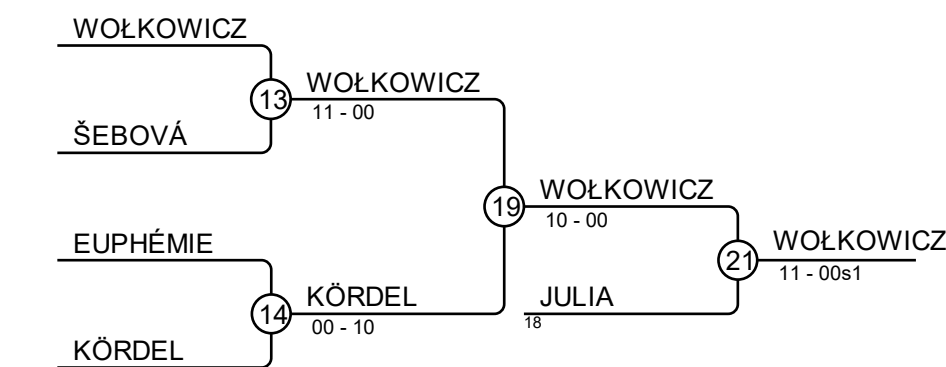 WOŁKOWICZ
13
WOŁKOWICZ
11 - 00
ŠEBOVÁ
19
WOŁKOWICZ
10 - 00
EUPHÉMIE
21
WOŁKOWICZ
11 - 00s1
14
KÖRDEL
00 - 10
JULIA
18
KÖRDEL